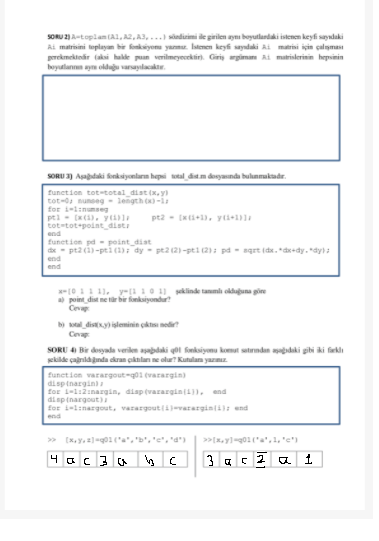 SORU 2) A=toplam(A1,A2,A3,...) sözdizimi ile girilen aynı boyutlardaki istenen keyfi sayıdaki
Ai matrisini toplayan bir fonksiyonu yazınız. İstenen keyfi sayıdaki Ai matrisi için çalışması
gerekmektedir (aksi halde puan verilmeyecektir). Giriş argümanı Ai matrislerinin hepsinin
boyutlarının aynı olduğu varsayılacaktır.
SORU 3) Aşağıdaki fonksiyonların hepsi total_dist.m dosyasında bulunmaktadır.
function tot=total_dist(x,y)
tot=0; numseg = length(x)-1;
for i=1:numseg
pt1 = [x(i), y(i)]; pt2 = [x(i+1), y(i+1)];
tot=tot+point_dist;
end
function pd = point_dist
dx = pt2(1)-pt1(1); dy = pt2(2)-pt1(2); pd = sqrt(dx.*dx+dy.*dy);
end
end
x=[0 1 1 1], y=[1 1 0 1] şeklinde tanımlı olduğuna göre
a) point_dist ne tür bir fonksiyondur?
Cevap:
b) total_dist(x,y) işleminin çıktısı nedir?
Cevap:
SORU 4) Bir dosyada verilen aşağıdaki q01 fonksiyonu komut satırından aşağıdaki gibi iki farklı
şekilde çağrıldığında ekran çıktıları ne olur? Kutulara yazınız.
function varargout=q01(varargin)
disp(nargin);
for i=1:2:nargin, disp(varargin{i}), end
disp(nargout);
for i=1:nargout, varargout{i}=varargin{i}; end
end
>> [x,y,z]=q01('a','b','c','d') >>[x,y]=q01('a',1,'c')
4 a c 3 a b c 3 a c 2 a 1